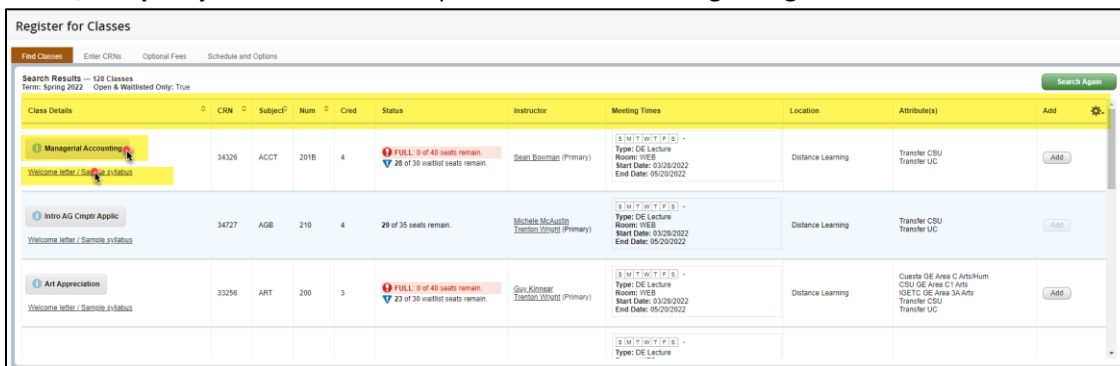 Register for Classes
Find Classes Enter CRNs Optional Fees Schedule and Options
Search Results — 128 Classes
Term: Spring 2022 Open & Waitlisted Only: True
Search Again
Class Details CRN Subject Num Cred Status Instructor Meeting Times Location Attribute(s) Add
Managerial Accounting
Welcome letter / Sample syllabus
34326 ACCT 201B 4
FULL: 0 of 40 seats remain.
28 of 30 waitlist seats remain.
Sean Bowman (Primary)
S M T W T F S -
Type: DE Lecture
Room: WEB
Start Date: 03/28/2022
End Date: 05/20/2022
Distance Learning
Transfer CSU
Transfer UC
Add
Intro AG Cmptr Applic
Welcome letter / Sample syllabus
34727 AGB 210 4
29 of 35 seats remain.
Michele McAustin
Trenton Wright (Primary)
S M T W T F S -
Type: DE Lecture
Room: WEB
Start Date: 03/28/2022
End Date: 05/20/2022
Distance Learning
Transfer CSU
Transfer UC
Add
Art Appreciation
Welcome letter / Sample syllabus
33256 ART 200 3
FULL: 0 of 40 seats remain.
23 of 30 waitlist seats remain.
Guy Kinnear
Trenton Wright (Primary)
S M T W T F S -
Type: DE Lecture
Room: WEB
Start Date: 03/28/2022
End Date: 05/20/2022
Distance Learning
Cuesta GE Area C Arts/Hum
CSU GE Area C1 Arts
IGETC GE Area 3A Arts
Transfer CSU
Transfer UC
Add
S M T W T F S -
Type: DE Lecture